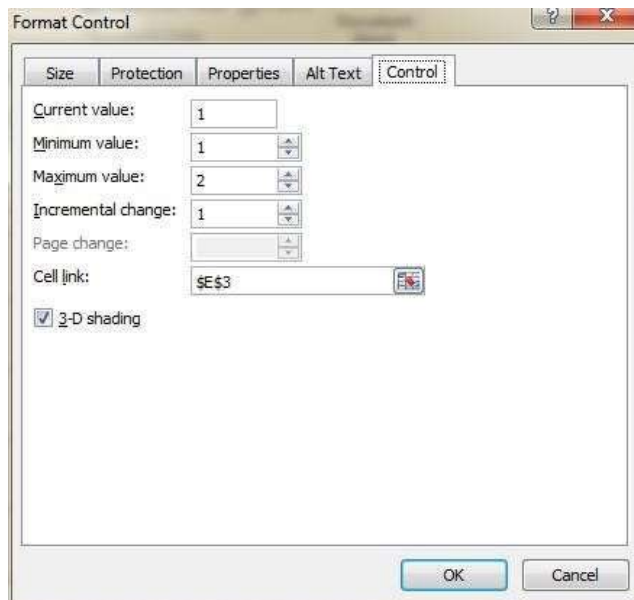 Format Control
Size Protection Properties Alt Text Control
Current value: 1
Minimum value: 1
Maximum value: 2
Incremental change: 1
Page change:
Cell link: $E$3
3-D shading
OK Cancel